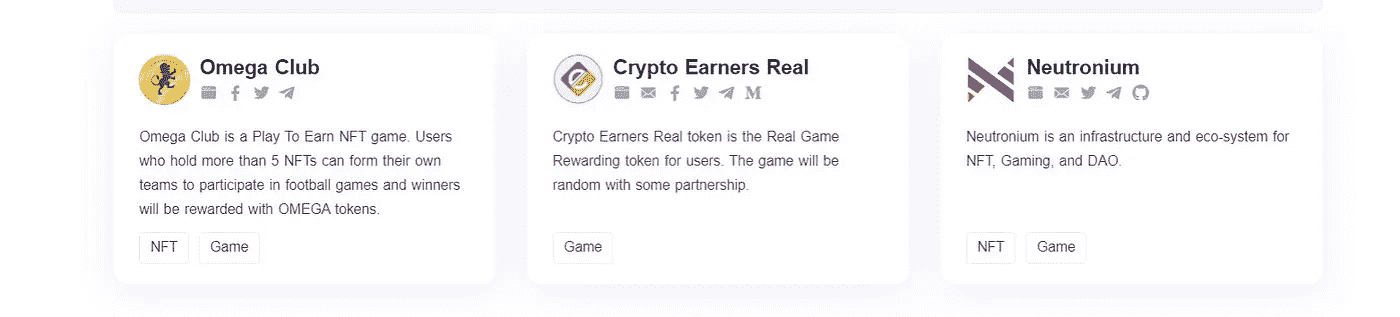 Omega Club
Omega Club is a Play To Earn NFT game. Users
who hold more than 5 NFTs can form their own
teams to participate in football games and winners
will be rewarded with OMEGA tokens.
NFT
Game
Crypto Earners Real
Crypto Earners Real token is the Real Game
Rewarding token for users. The game will be
random with some partnership.
Game
Neutronium
Neutronium is an infrastructure and eco-system for
NFT, Gaming, and DAO.
NFT
Game